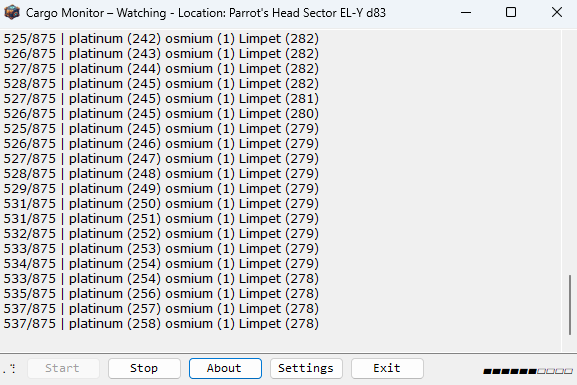 Cargo Monitor – Watching - Location: Parrot's Head Sector EL-Y d83
525/875 | platinum (242) osmium (1) Limpet (282)
526/875 | platinum (243) osmium (1) Limpet (282)
527/875 | platinum (244) osmium (1) Limpet (282)
528/875 | platinum (245) osmium (1) Limpet (282)
527/875 | platinum (245) osmium (1) Limpet (281)
526/875 | platinum (245) osmium (1) Limpet (280)
525/875 | platinum (245) osmium (1) Limpet (279)
526/875 | platinum (246) osmium (1) Limpet (279)
527/875 | platinum (247) osmium (1) Limpet (279)
528/875 | platinum (248) osmium (1) Limpet (279)
529/875 | platinum (249) osmium (1) Limpet (279)
531/875 | platinum (250) osmium (1) Limpet (279)
531/875 | platinum (251) osmium (1) Limpet (279)
532/875 | platinum (252) osmium (1) Limpet (279)
533/875 | platinum (253) osmium (1) Limpet (279)
534/875 | platinum (254) osmium (1) Limpet (279)
533/875 | platinum (254) osmium (1) Limpet (278)
535/875 | platinum (256) osmium (1) Limpet (278)
537/875 | platinum (257) osmium (1) Limpet (278)
537/875 | platinum (258) osmium (1) Limpet (278)
Start Stop About Settings Exit